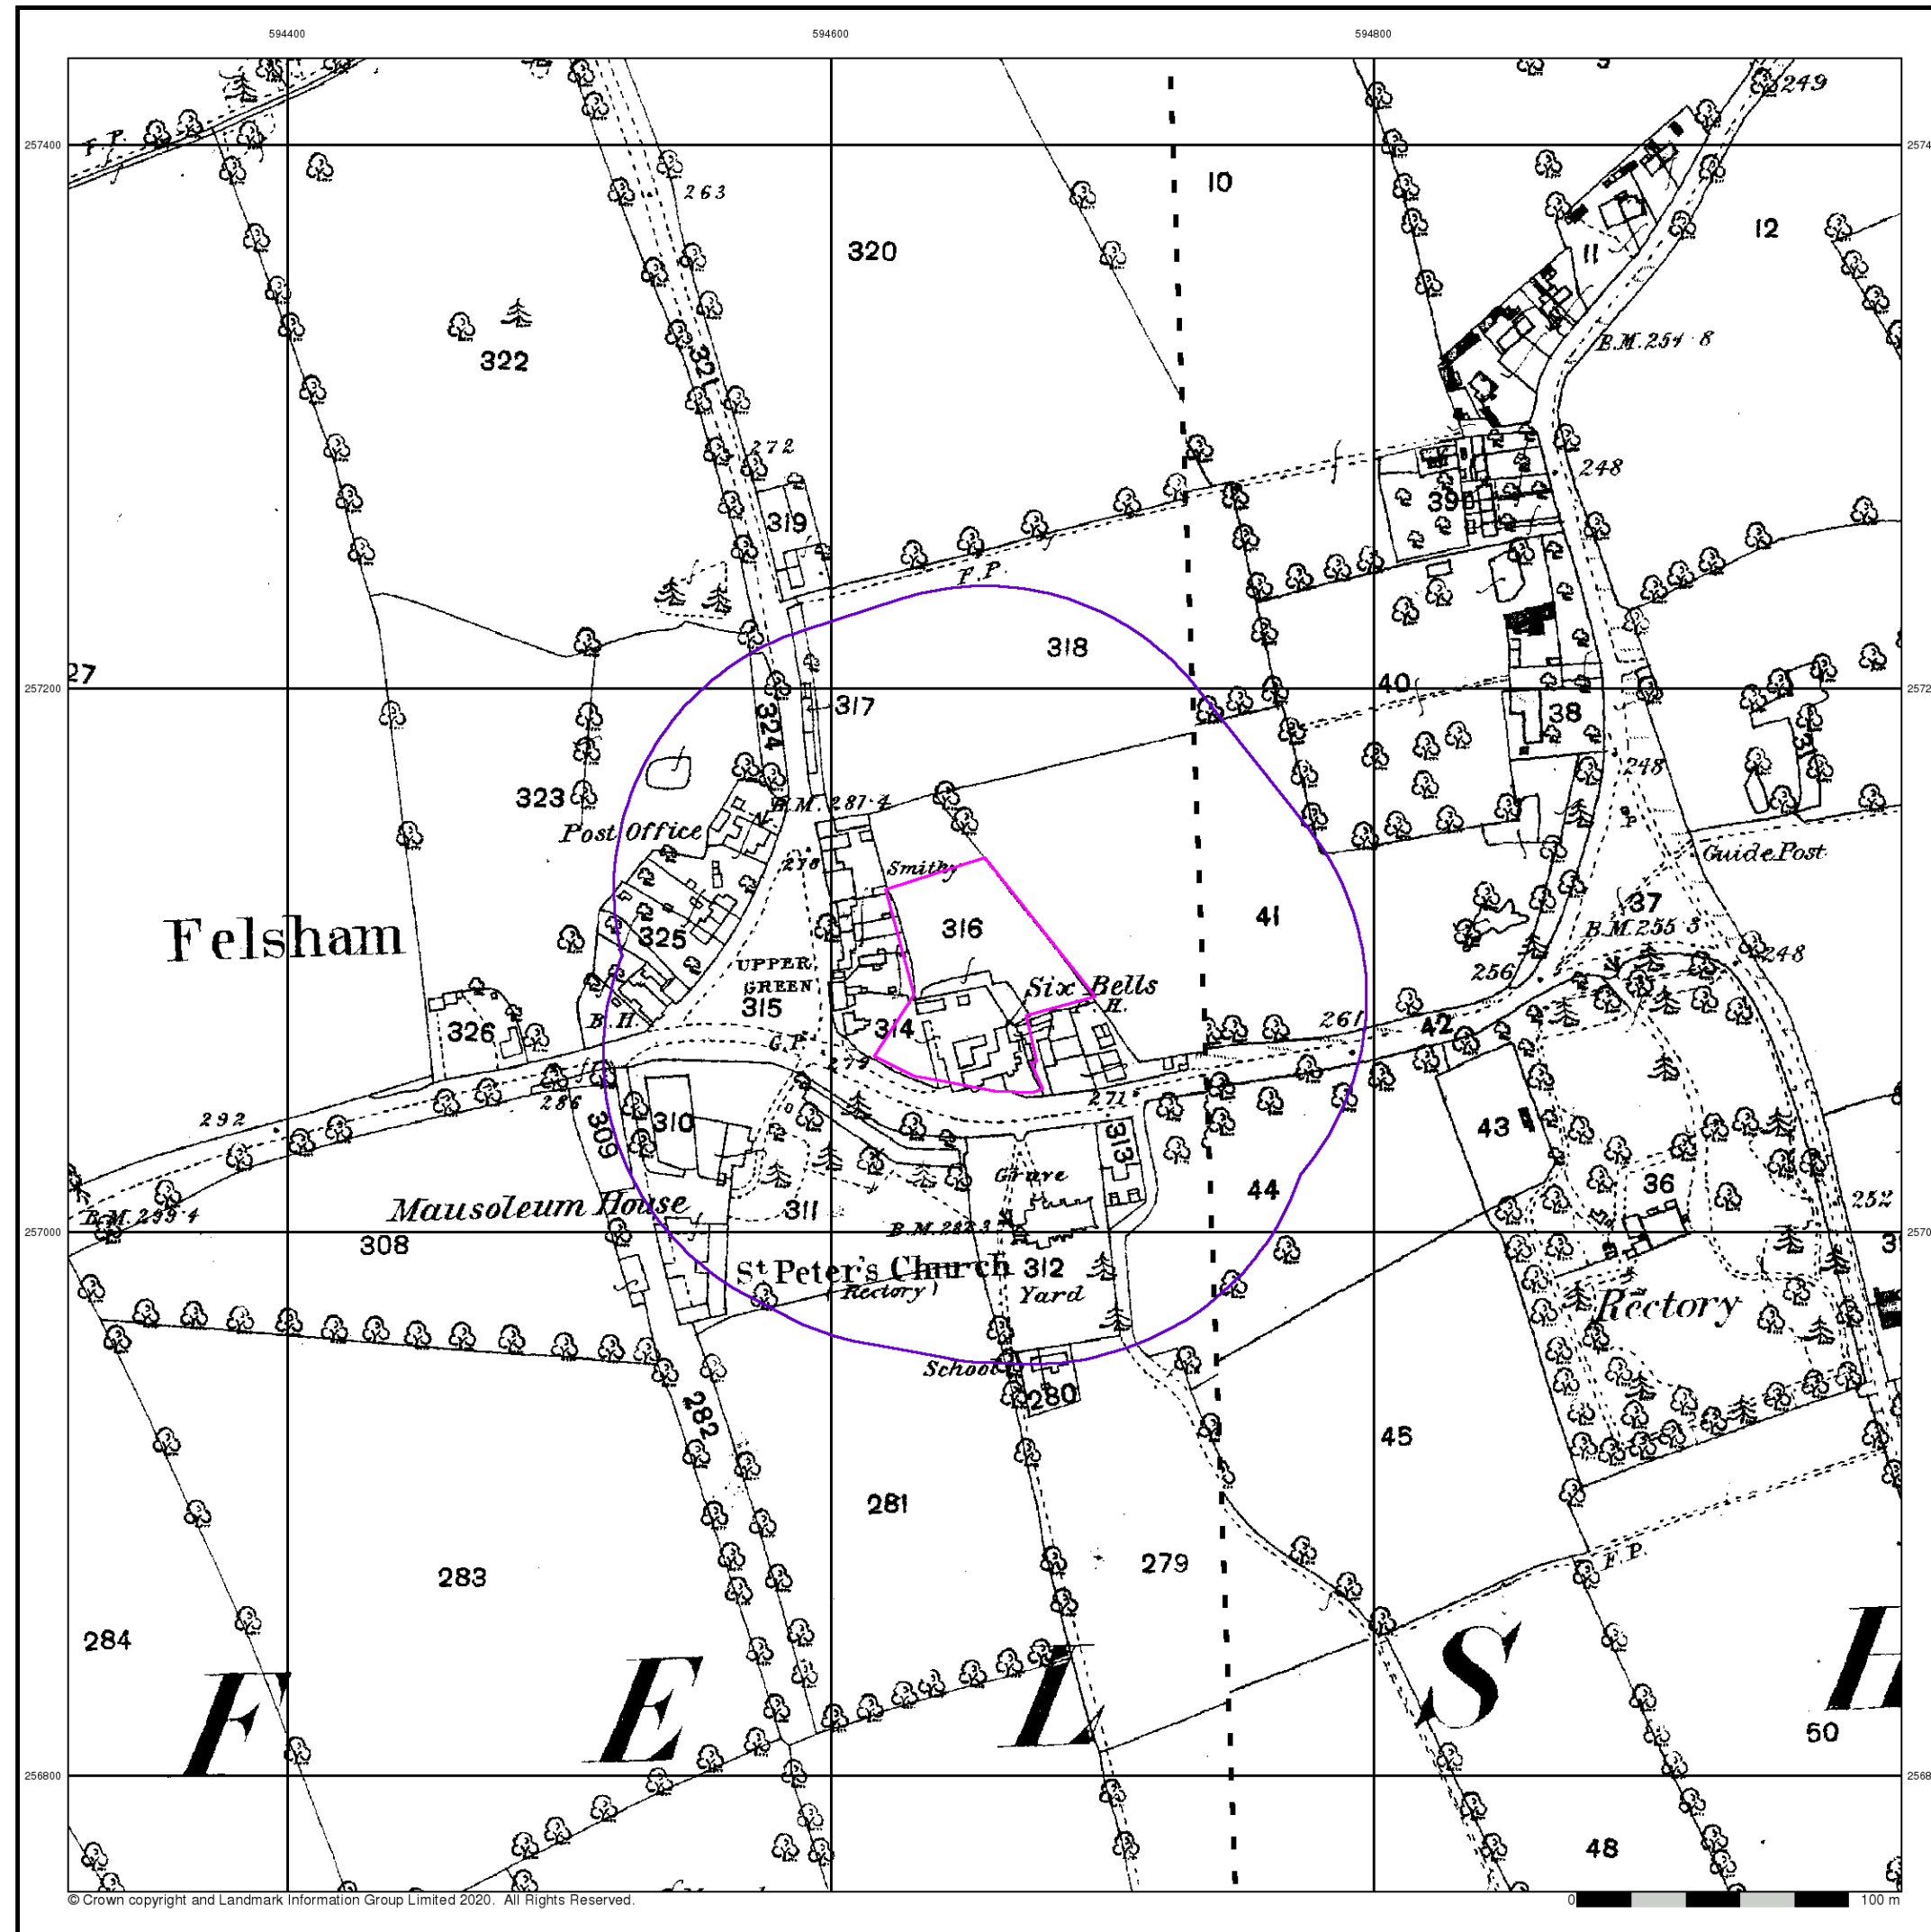 594400 594600 594800
249
F. P.
257400
263
10
12
320
11
B.M. 254·8
322
321
272
248
319
39
F. P.
318
27
257200
40
317
324
38
31
323
B.M. 287·4
248
Post Office
P
Guide Post
278
Smithy
316
41
37
Felsham
325
B.M. 255·3
248
UPPER
GREEN
256
Six Bells
315
326
B. H.
314
P. H.
261
42
G. P.
279
292
286
271
310
309
313
43
Grave
36
Mausoleum House
311
44
252
B.M. 299·4
B.M. 282·3
257000
308
St Peter's Church
(Rectory)
312
Yard
Rectory
School
280
282
45
281
279
283
F. P.
284
F E L S H
50
256800
48
© Crown copyright and Landmark Information Group Limited 2020. All Rights Reserved.
0 100 m